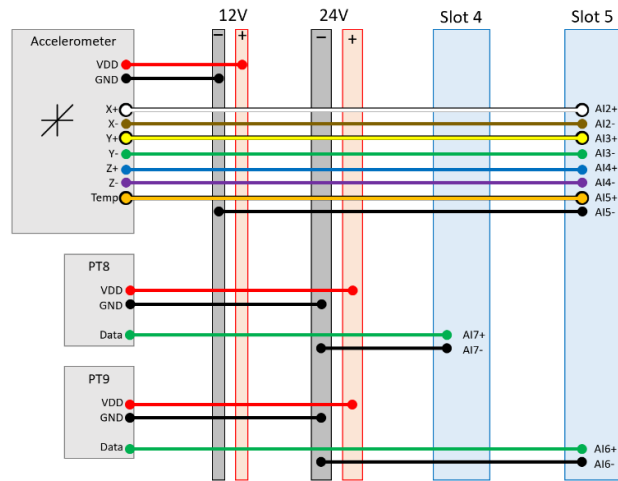 12V 24V Slot 4 Slot 5
Accelerometer − + − +
VDD
GND
X+ AI2+
X- AI2-
Y+ AI3+
Y- AI3-
Z+ AI4+
Z- AI4-
Temp AI5+
AI5-
PT8
VDD
GND
Data AI7+
AI7-
PT9
VDD
GND
Data AI6+
AI6-